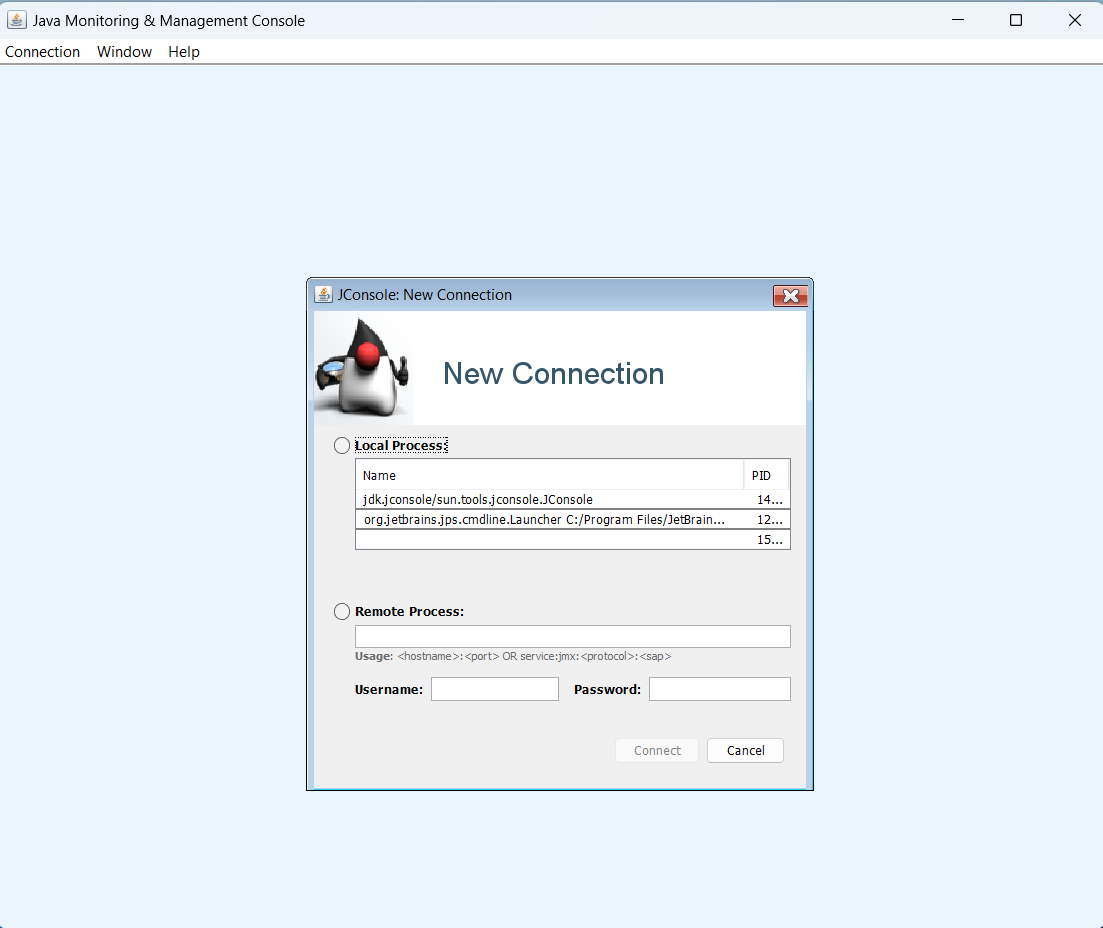 Java Monitoring & Management Console
Connection Window Help
JConsole: New Connection
New Connection
Local Process:
Name PID
jdk.jconsole/sun.tools.jconsole.JConsole 14...
org.jetbrains.jps.cmdline.Launcher C:/Program Files/JetBrain... 12...
15...
Remote Process:
Usage: <hostname>:<port> OR service:jmx:<protocol>:<sap>
Username: Password:
Connect Cancel